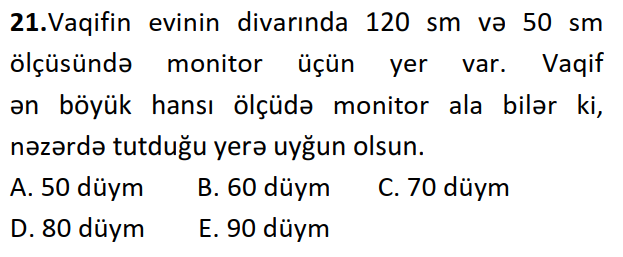 21.Vaqifin evinin divarında 120 sm və 50 sm
ölçüsündə monitor üçün yer var. Vaqif
ən böyük hansı ölçüdə monitor ala bilər ki,
nəzərdə tutduğu yerə uyğun olsun.
A. 50 düym B. 60 düym C. 70 düym
D. 80 düym E. 90 düym